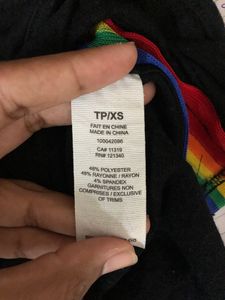 TP/XS
FAIT EN CHINE
MADE IN CHINA
100042096
CA# 11319
RN# 121340
48% POLYESTER
48% RAYONNE / RAYON
4% SPANDEX
GARNITURES NON
COMPRISES / EXCLUSIVE
OF TRIMS